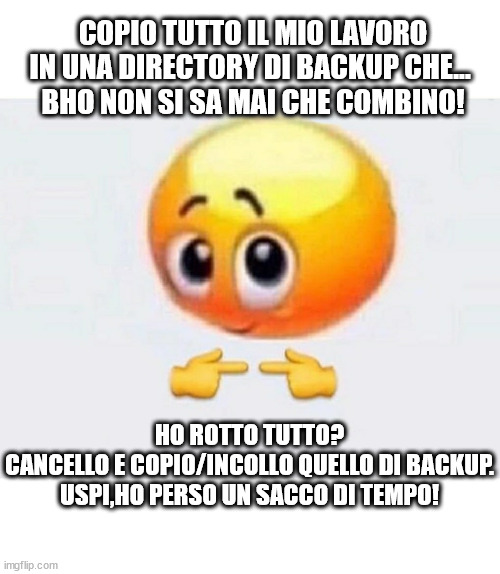 COPIO TUTTO IL MIO LAVORO
IN UNA DIRECTORY DI BACKUP CHE...
BHO NON SI SA MAI CHE COMBINO!
HO ROTTO TUTTO?
CANCELLO E COPIO/INCOLLO QUELLO DI BACKUP.
USPI,HO PERSO UN SACCO DI TEMPO!
imgflip.com